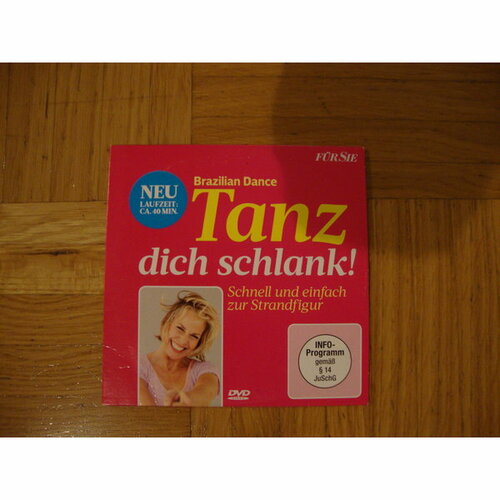 FÜR SIE
Brazilian Dance
NEU
LAUFZEIT:
CA. 40 MIN.
Tanz
dich schlank!
Schnell und einfach
zur Strandfigur
INFO-
Programm
gemäß
§ 14
JuSchG
DVD